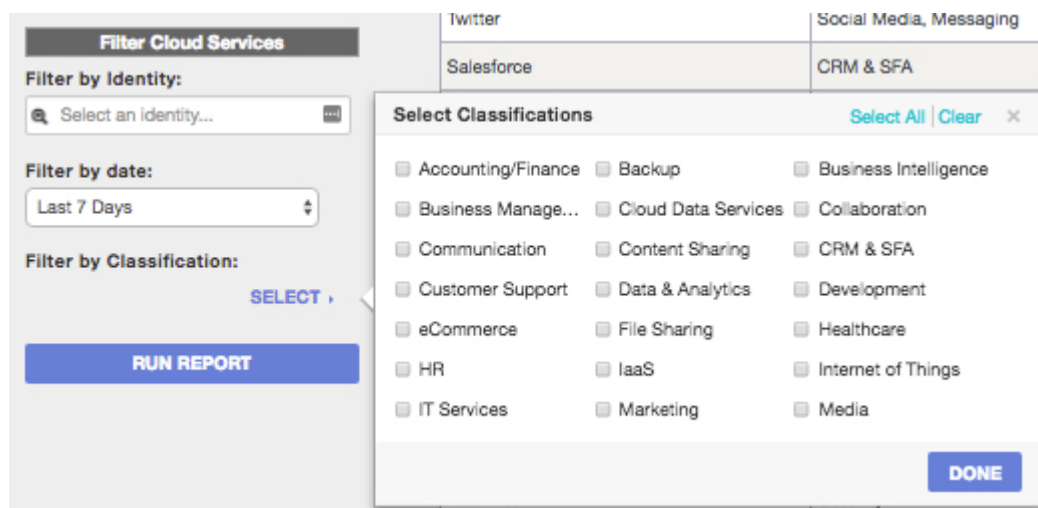 Twitter
Social Media, Messaging
Salesforce
CRM & SFA
Filter Cloud Services
Filter by Identity:
Select an identity...
Filter by date:
Last 7 Days
Filter by Classification:
SELECT ›
RUN REPORT
Select Classifications
Select All | Clear ×
Accounting/Finance
Backup
Business Intelligence
Business Manage...
Cloud Data Services
Collaboration
Communication
Content Sharing
CRM & SFA
Customer Support
Data & Analytics
Development
eCommerce
File Sharing
Healthcare
HR
IaaS
Internet of Things
IT Services
Marketing
Media
DONE